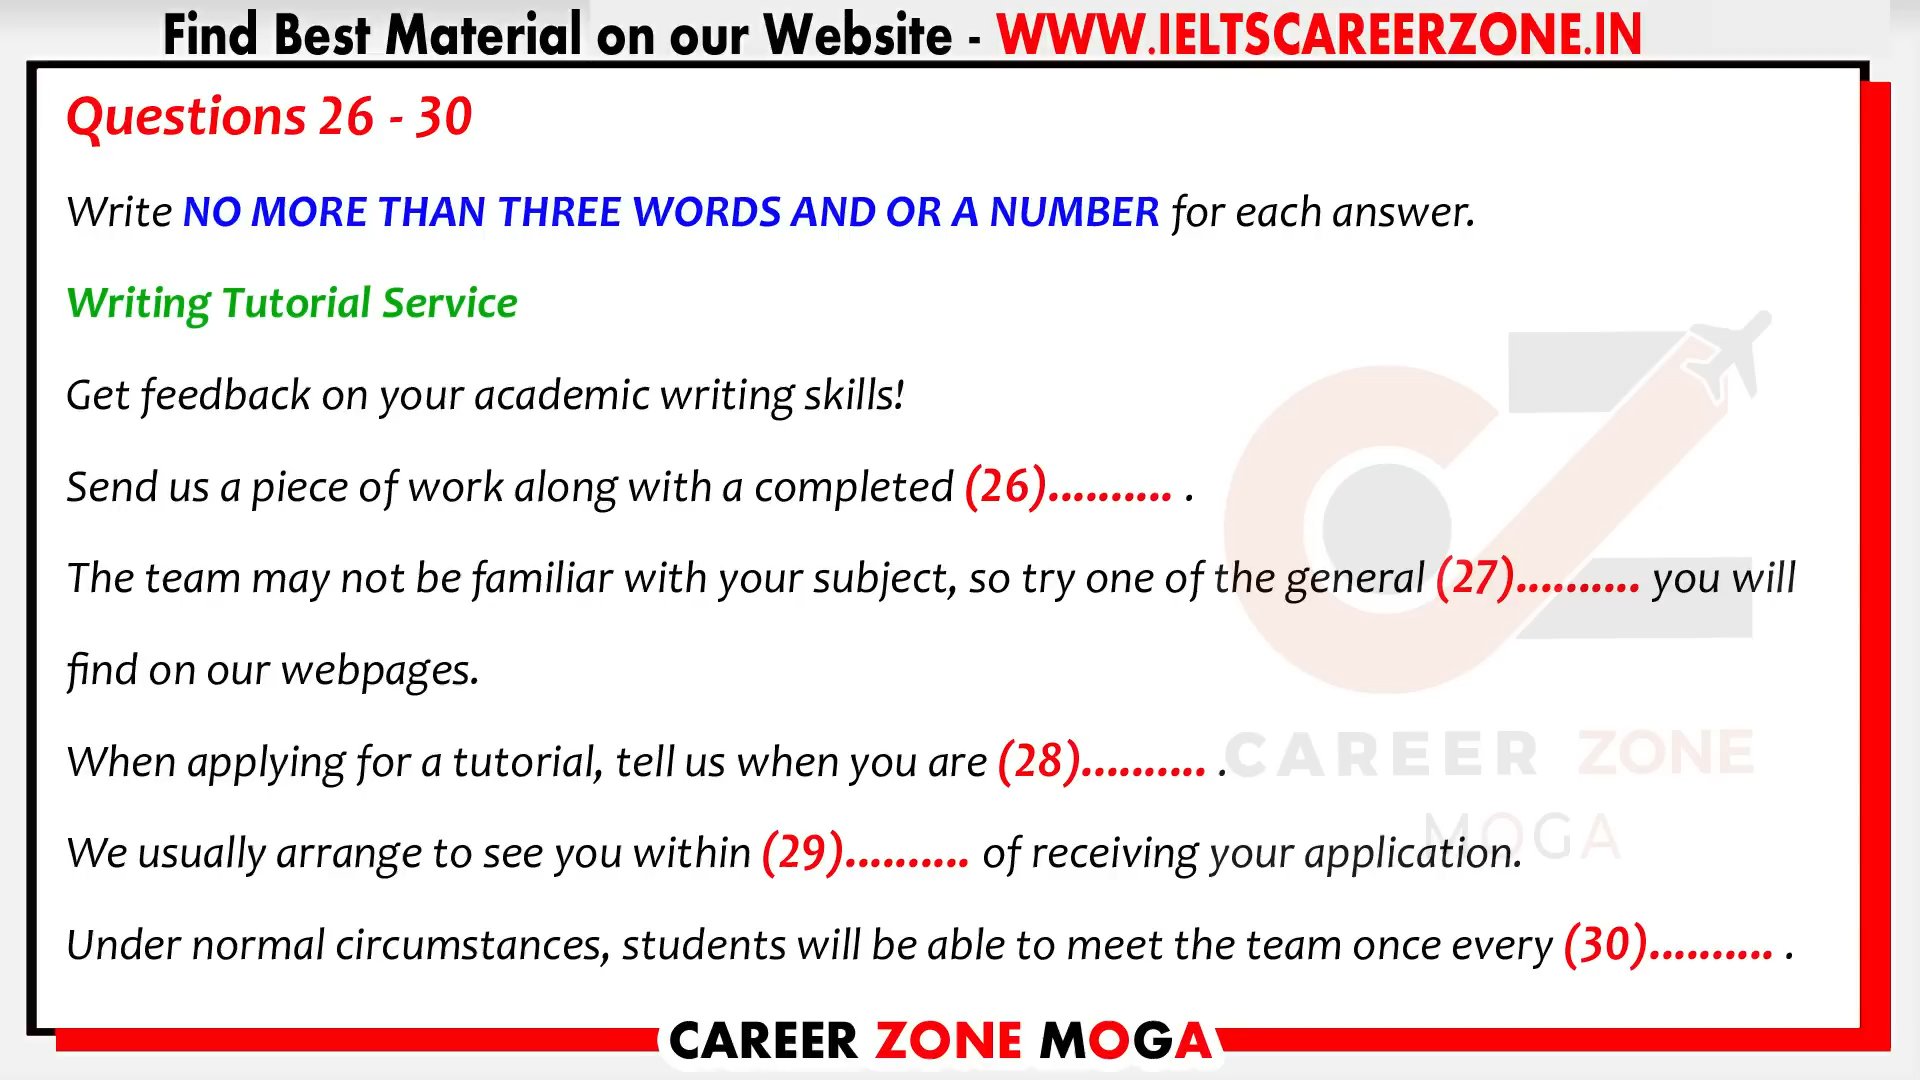 Find Best Material on our Website - WWW.IELTSCAREERZONE.IN
Questions 26 - 30
Write NO MORE THAN THREE WORDS AND OR A NUMBER for each answer.
Writing Tutorial Service
Get feedback on your academic writing skills!
Send us a piece of work along with a completed (26).......... .
The team may not be familiar with your subject, so try one of the general (27).......... you will
find on our webpages.
When applying for a tutorial, tell us when you are (28).......... .
CAREER ZONE
MOGA
We usually arrange to see you within (29).......... of receiving your application.
Under normal circumstances, students will be able to meet the team once every (30).......... .
CAREER ZONE MOGA